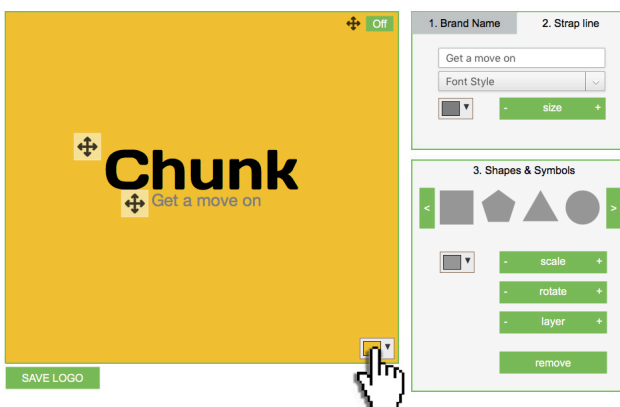 Off
Chunk
Get a move on
SAVE LOGO
1. Brand Name
2. Strap line
Get a move on
Font Style
- size +
3. Shapes & Symbols
< >
- scale +
- rotate +
- layer +
remove